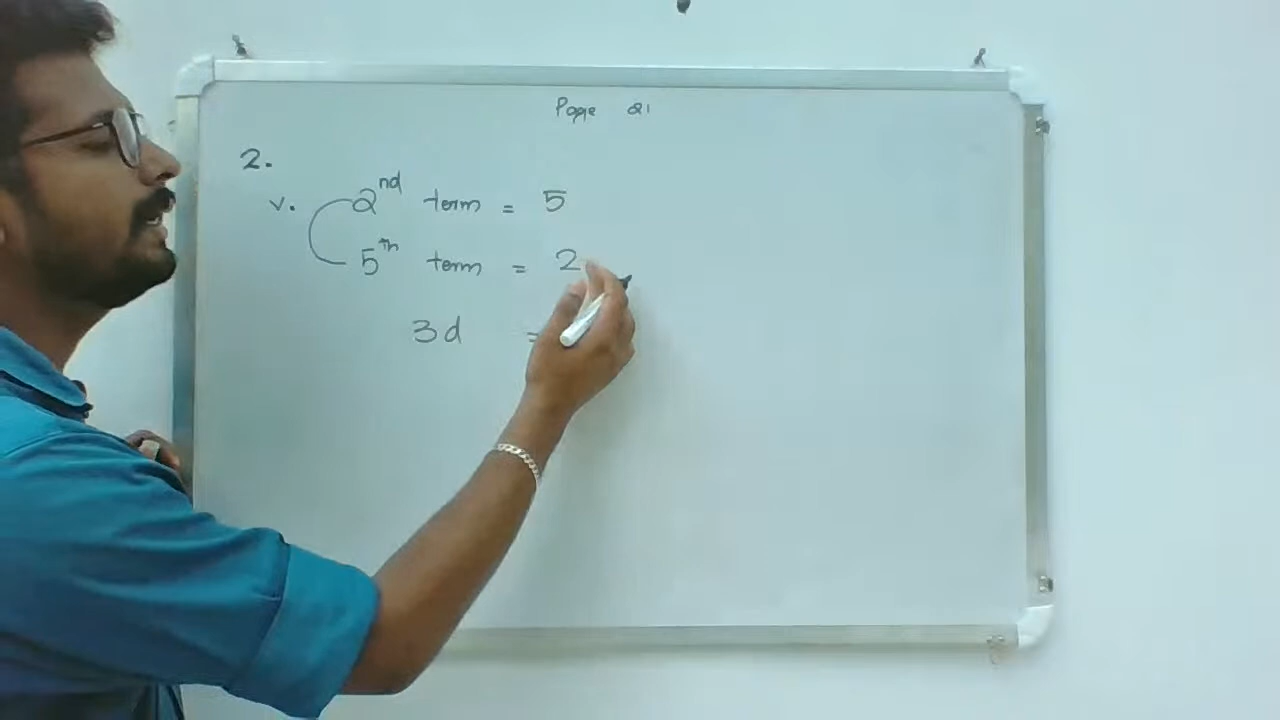 Page 21
2.
v. 2nd term = 5
5th term = 2
3d =